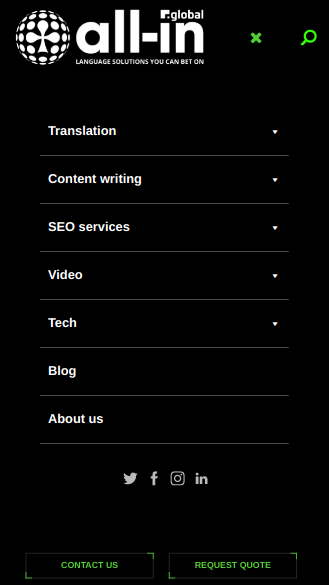 all-in
.global
LANGUAGE SOLUTIONS YOU CAN BET ON
Translation
Content writing
SEO services
Video
Tech
Blog
About us
CONTACT US
REQUEST QUOTE